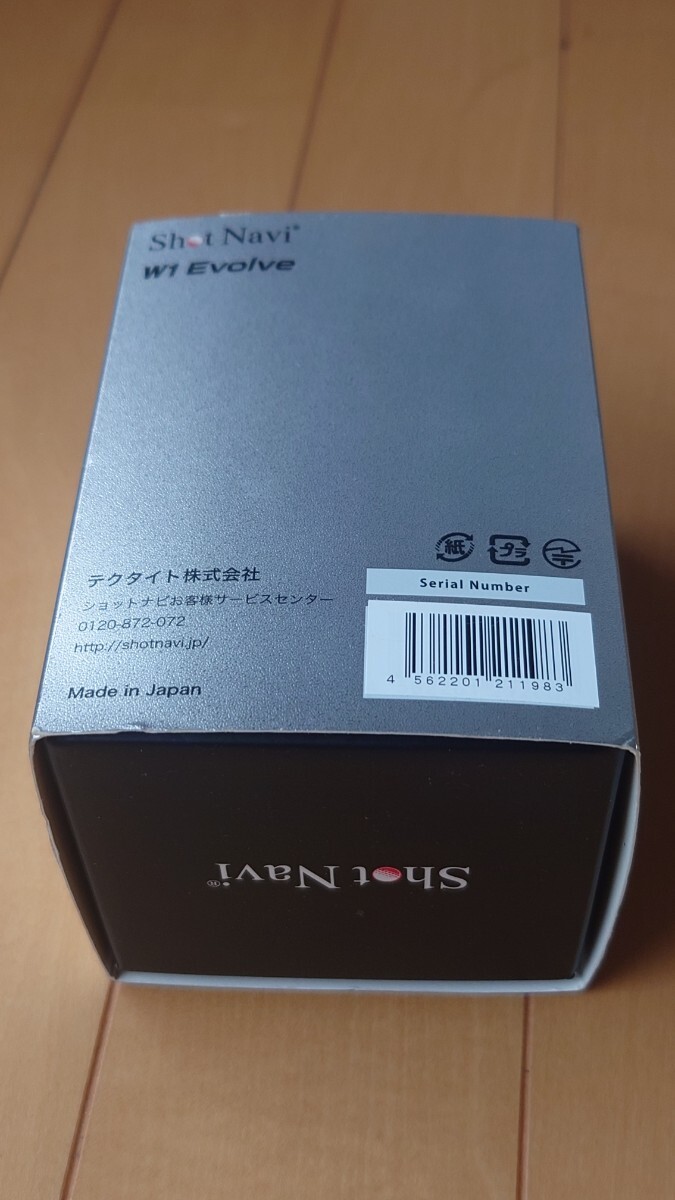 Shot Navi®
W1 Evolve
紙 プラ
テクタイト株式会社
ショットナビお客様サービスセンター
0120-872-072
http://shotnavi.jp/
Made in Japan
Serial Number
4 562201 211983
Shot Navi®